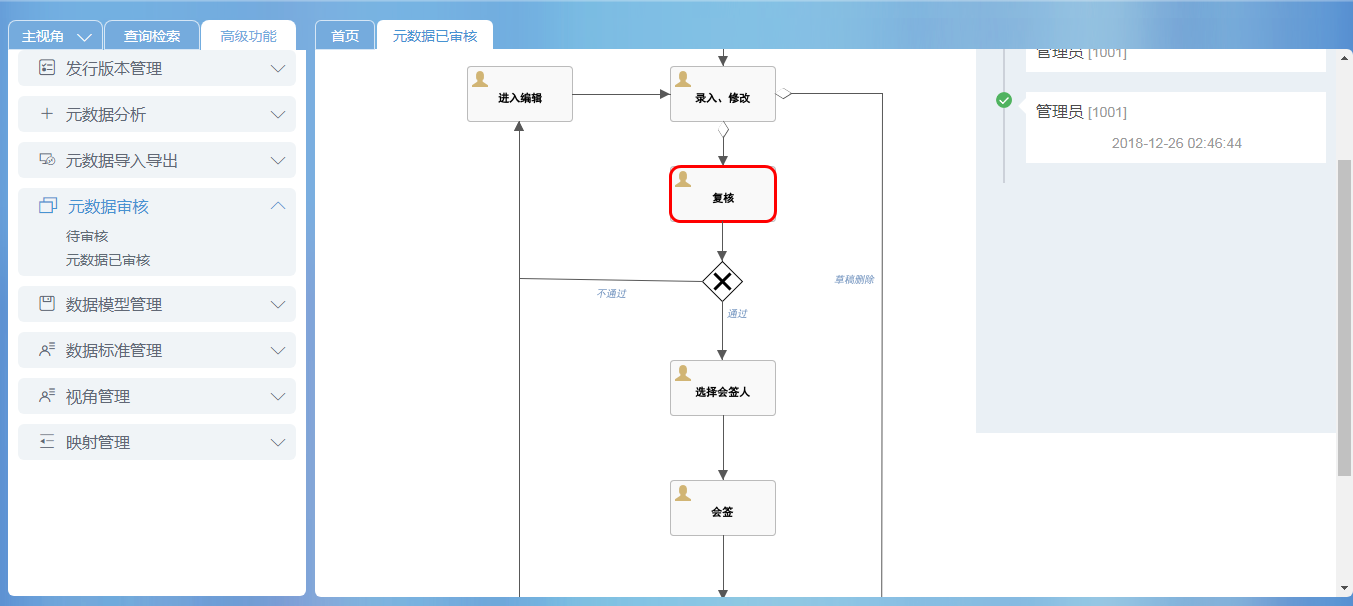 主视角
查询检索
高级功能
首页
元数据已审核
发行版本管理
元数据分析
元数据导入导出
元数据审核
待审核
元数据已审核
数据模型管理
数据标准管理
视角管理
映射管理
进入编辑
录入、修改
复核
不通过
通过
草稿删除
选择会签人
会签
管理员 [1001]
管理员 [1001]
2018-12-26 02:46:44